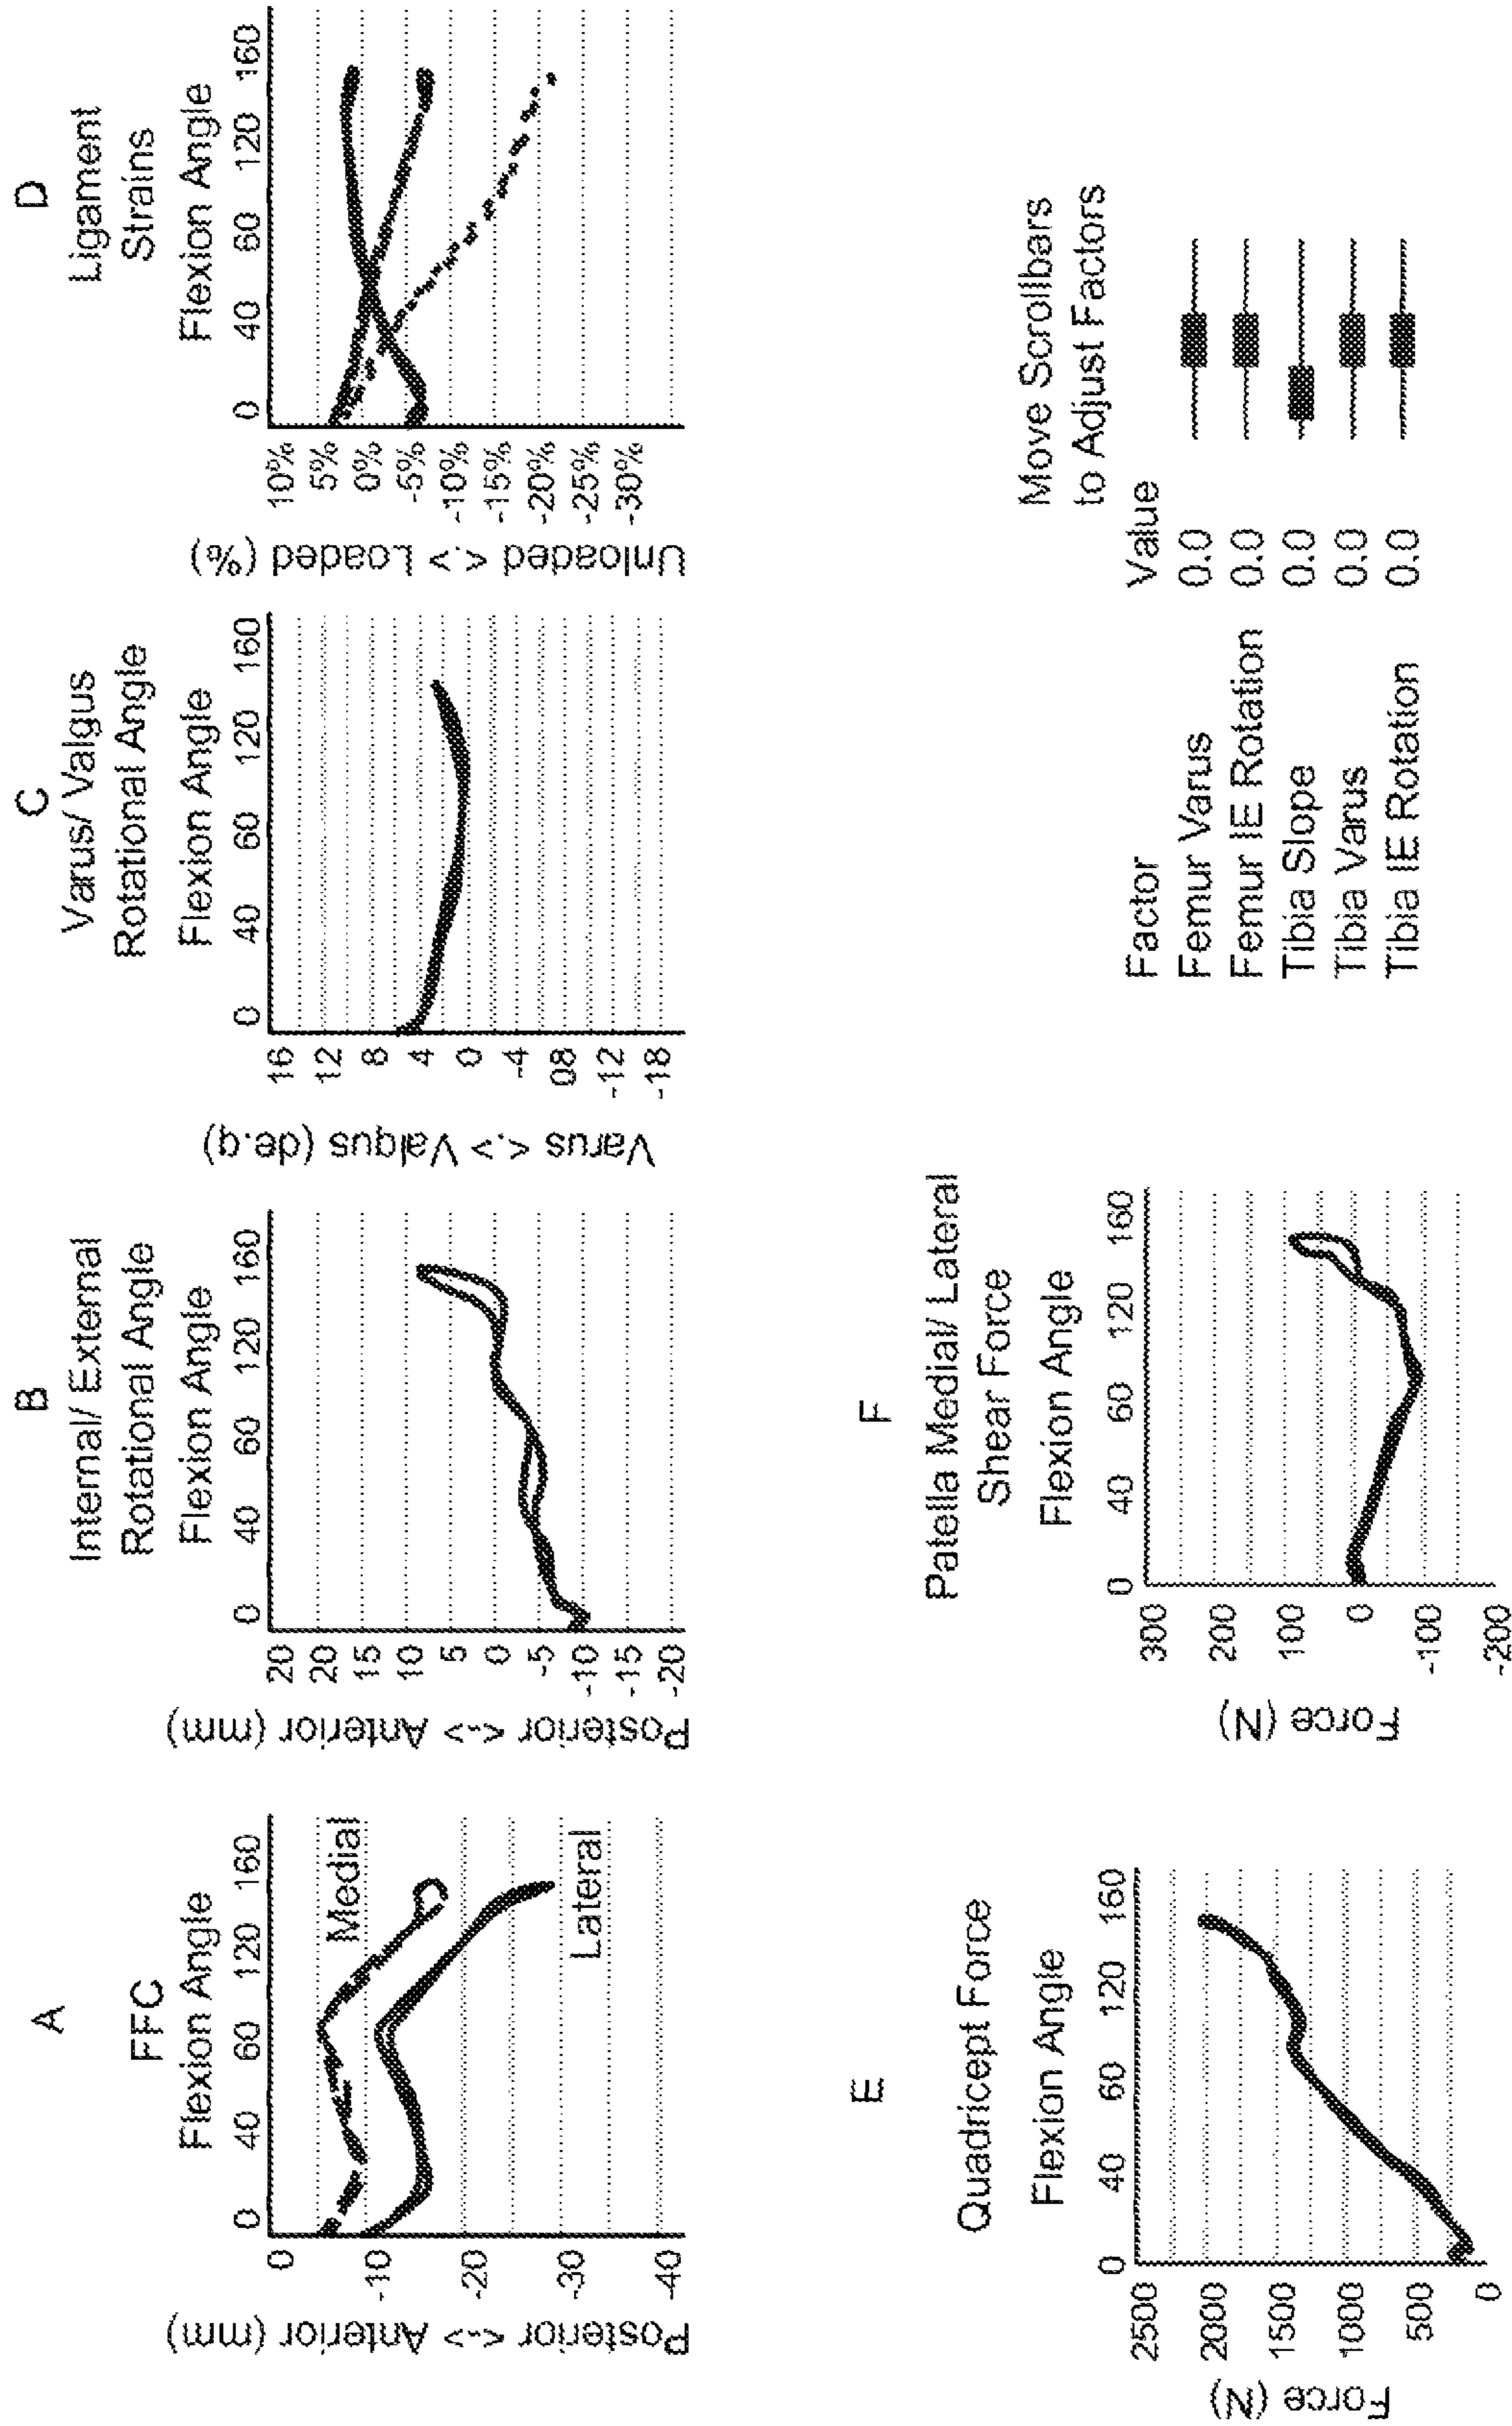 A
FFC
Flexion Angle
0 40 60 120 160
Posterior <-> Anterior (mm)
0
-10
-20
-30
-40
Medial
Lateral
B
Internal/ External
Rotational Angle
Flexion Angle
0 40 60 120 160
Posterior <-> Anterior (mm)
20
20
15
10
5
0
-5
-10
-15
-20
C
Varus/ Valgus
Rotational Angle
Flexion Angle
0 40 60 120 160
Varus <.> Valqus (de.q)
16
12
8
4
0
-4
08
-12
-18
D
Ligament
Strains
Flexion Angle
0 40 60 120 160
Unloaded <.> Loaded (%)
10%
5%
0%
-5%
-10%
-15%
-20%
-25%
-30%
E
Quadricept Force
Flexion Angle
0 40 60 120 160
Force (N)
2500
2000
1500
1000
500
0
F
Patella Medial/ Lateral
Shear Force
Flexion Angle
0 40 60 120 160
Force (N)
300
200
100
0
-100
-200
Move Scrollbars
to Adjust Factors
Factor Value
Femur Varus 0.0
Femur IE Rotation 0.0
Tibia Slope 0.0
Tibia Varus 0.0
Tibia IE Rotation 0.0